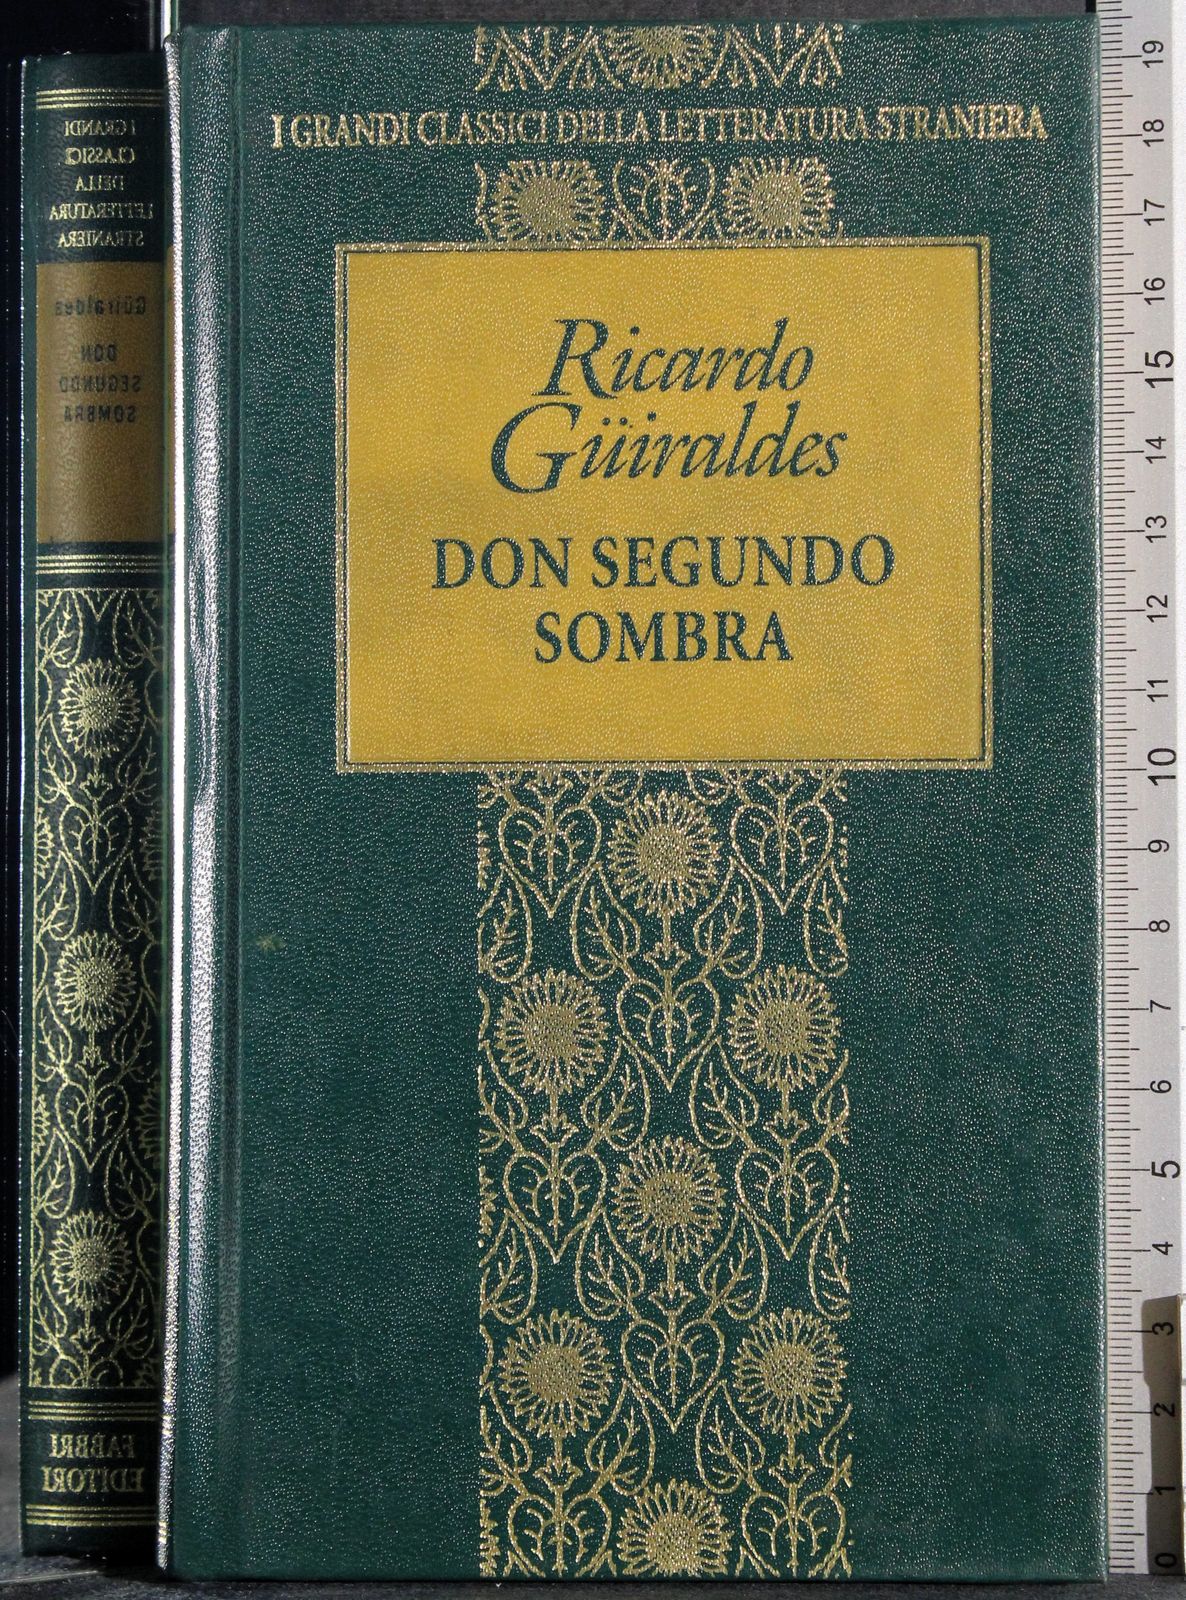 I GRANDI CLASSICI DELLA LETTERATURA STRANIERA
Ricardo
Güiraldes
DON SEGUNDO
SOMBRA
I GRANDI
CLASSICI
DELLA
LETTERATURA
STRANIERA
Güiraldes
DON
SEGUNDO
SOMBRA
FABBRI
EDITORI
19
18
17
16
15
14
13
12
11
10
9
8
7
6
5
4
3
2
1
0